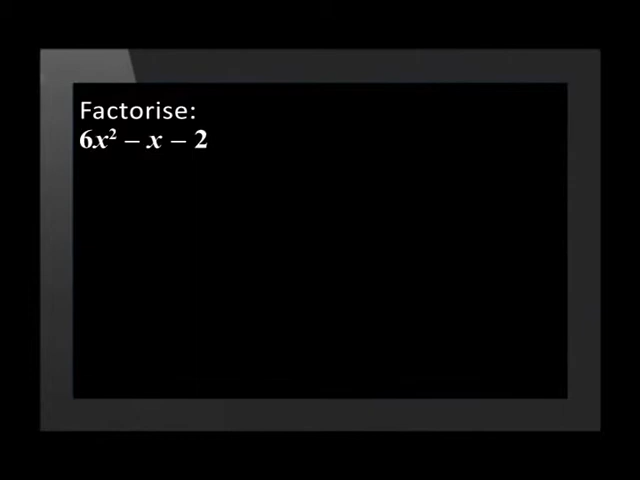 Factorise:
6x² – x – 2